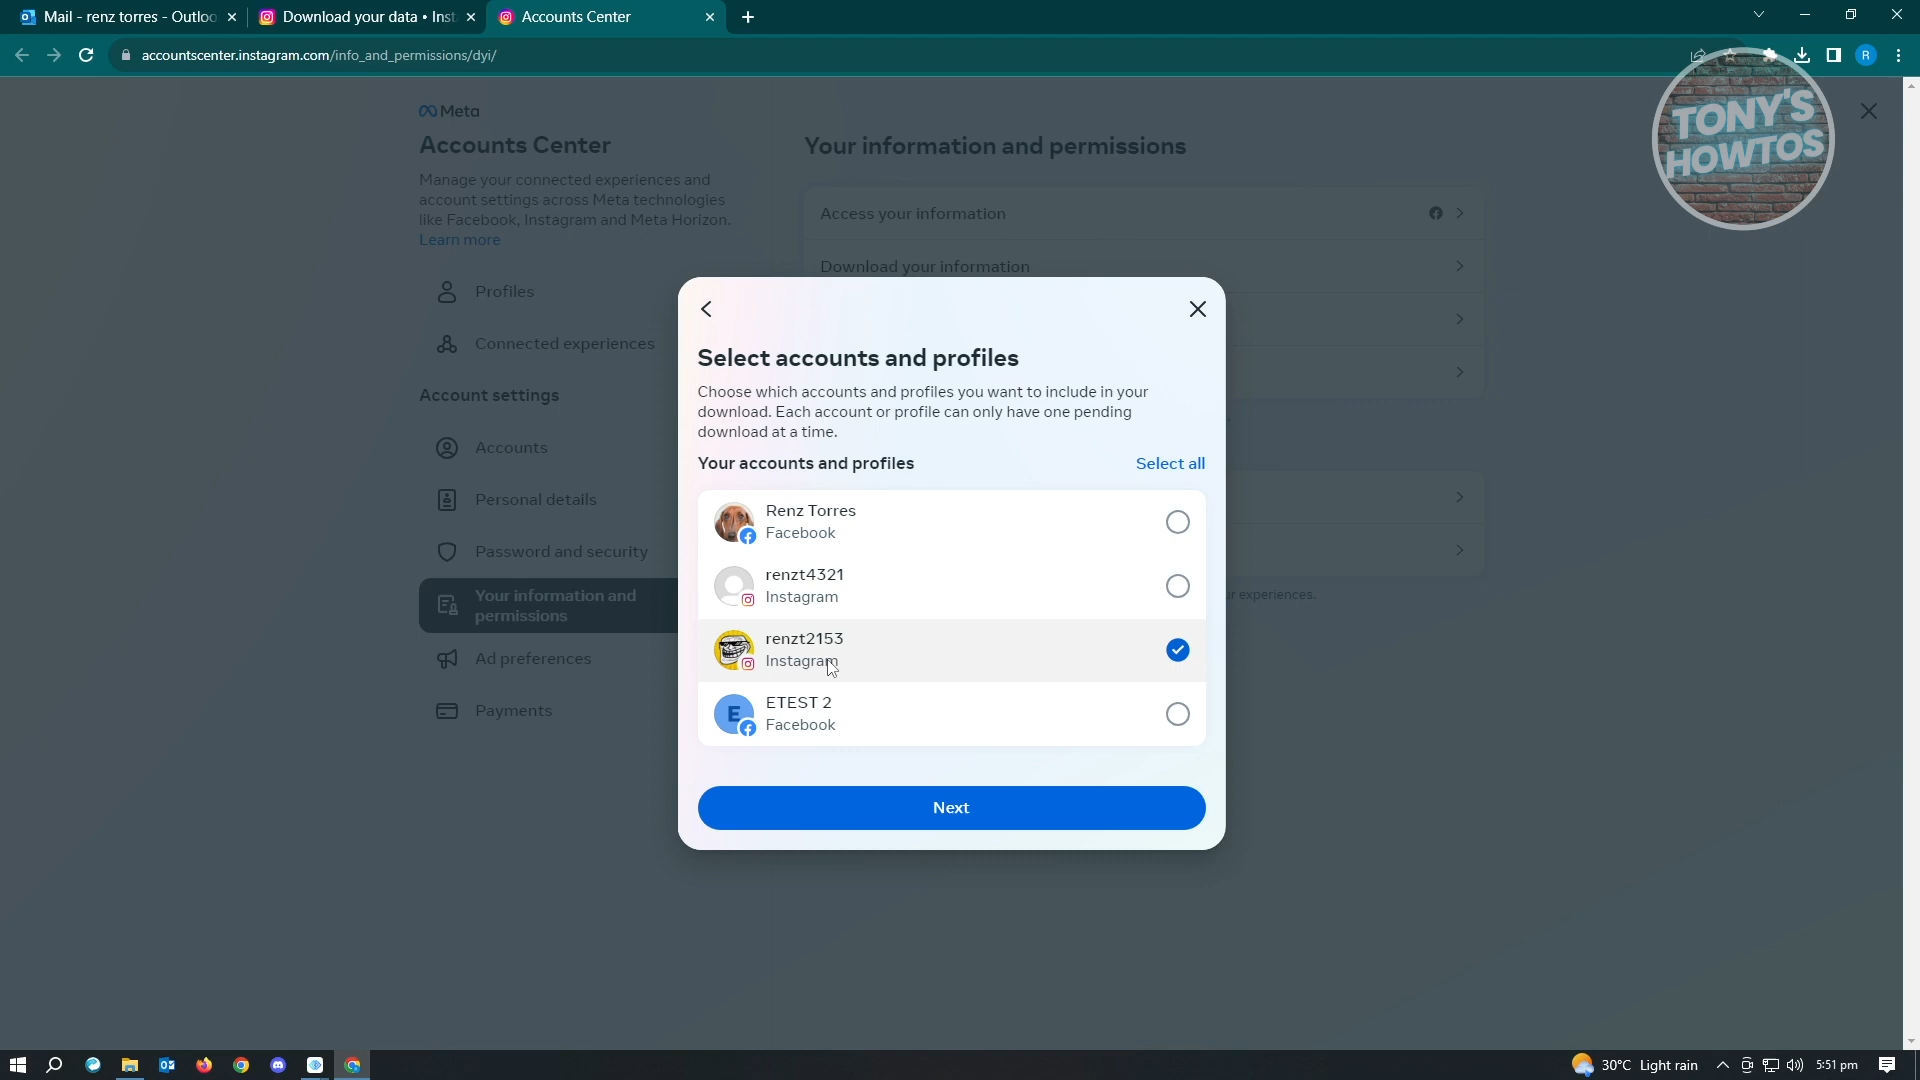 Mail - renz torres - Outloo
Download your data • Inst
Accounts Center
accountscenter.instagram.com/info_and_permissions/dyi/
R
TONY'S
HOWTOS
Meta
Accounts Center
Manage your connected experiences and
account settings across Meta technologies
like Facebook, Instagram and Meta Horizon.
Learn more
Profiles
Connected experiences
Account settings
Accounts
Personal details
Password and security
Your information and
permissions
Ad preferences
Payments
Your information and permissions
Access your information
Download your information
ur experiences.
Select accounts and profiles
Choose which accounts and profiles you want to include in your
download. Each account or profile can only have one pending
download at a time.
Your accounts and profiles
Select all
Renz Torres
Facebook
renzt4321
Instagram
renzt2153
Instagram
E
ETEST 2
Facebook
Next
30°C Light rain
5:51 pm